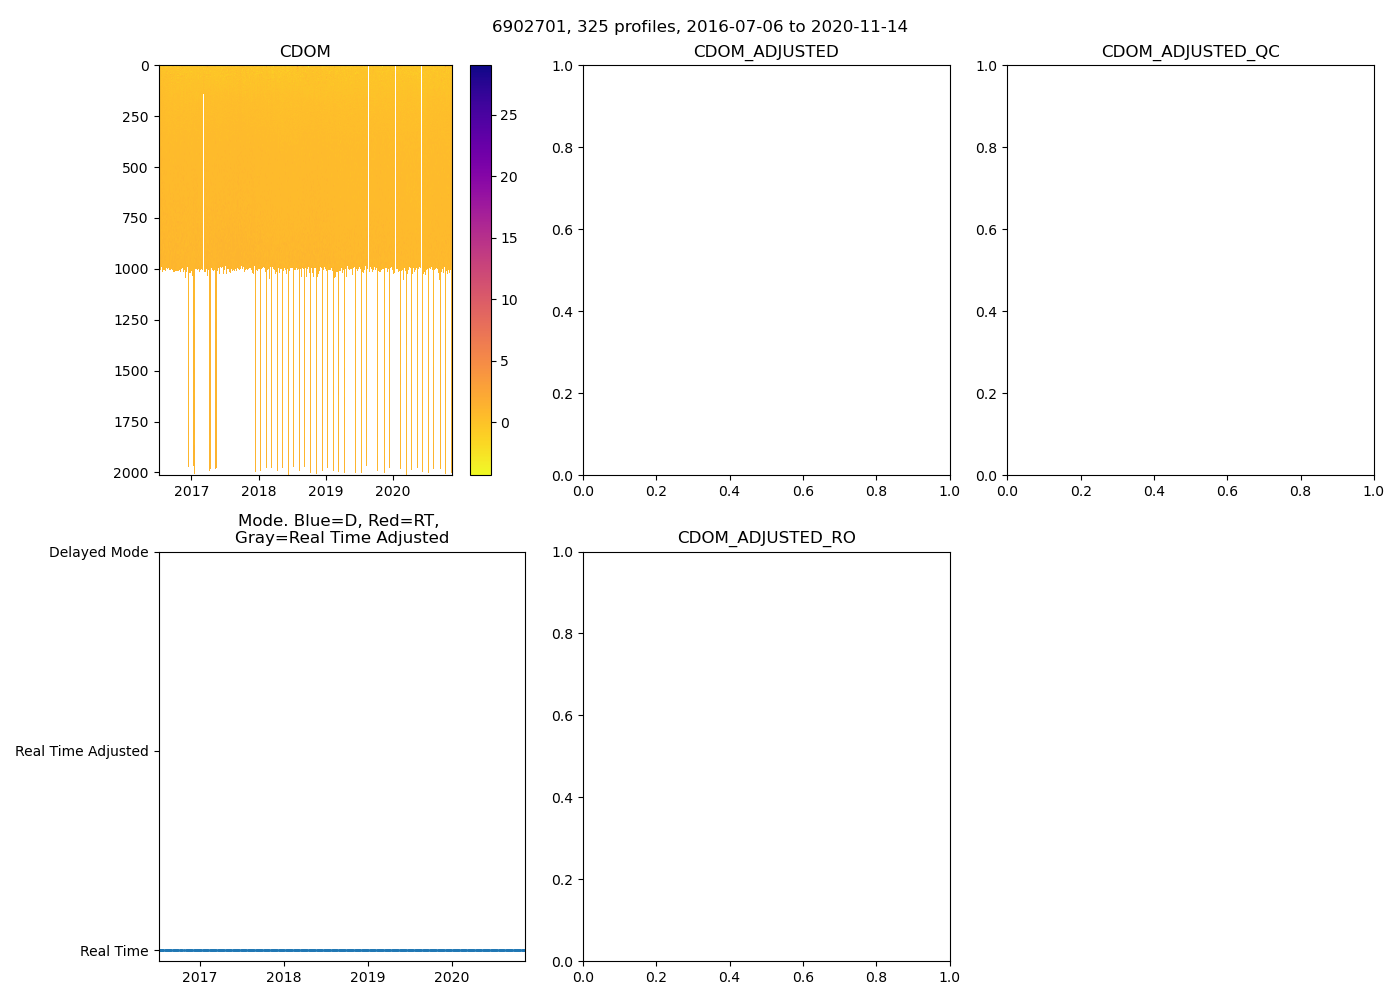 6902701, 325 profiles, 2016-07-06 to 2020-11-14
CDOM
0
250
500
750
1000
1250
1500
1750
2000
2017 2018 2019 2020
25
20
15
10
5
0
CDOM_ADJUSTED
1.0
0.8
0.6
0.4
0.2
0.0
0.0 0.2 0.4 0.6 0.8 1.0
CDOM_ADJUSTED_QC
1.0
0.8
0.6
0.4
0.2
0.0
0.0 0.2 0.4 0.6 0.8 1.0
Mode. Blue=D, Red=RT,
Gray=Real Time Adjusted
Delayed Mode
Real Time Adjusted
Real Time
2017 2018 2019 2020
CDOM_ADJUSTED_RO
1.0
0.8
0.6
0.4
0.2
0.0
0.0 0.2 0.4 0.6 0.8 1.0